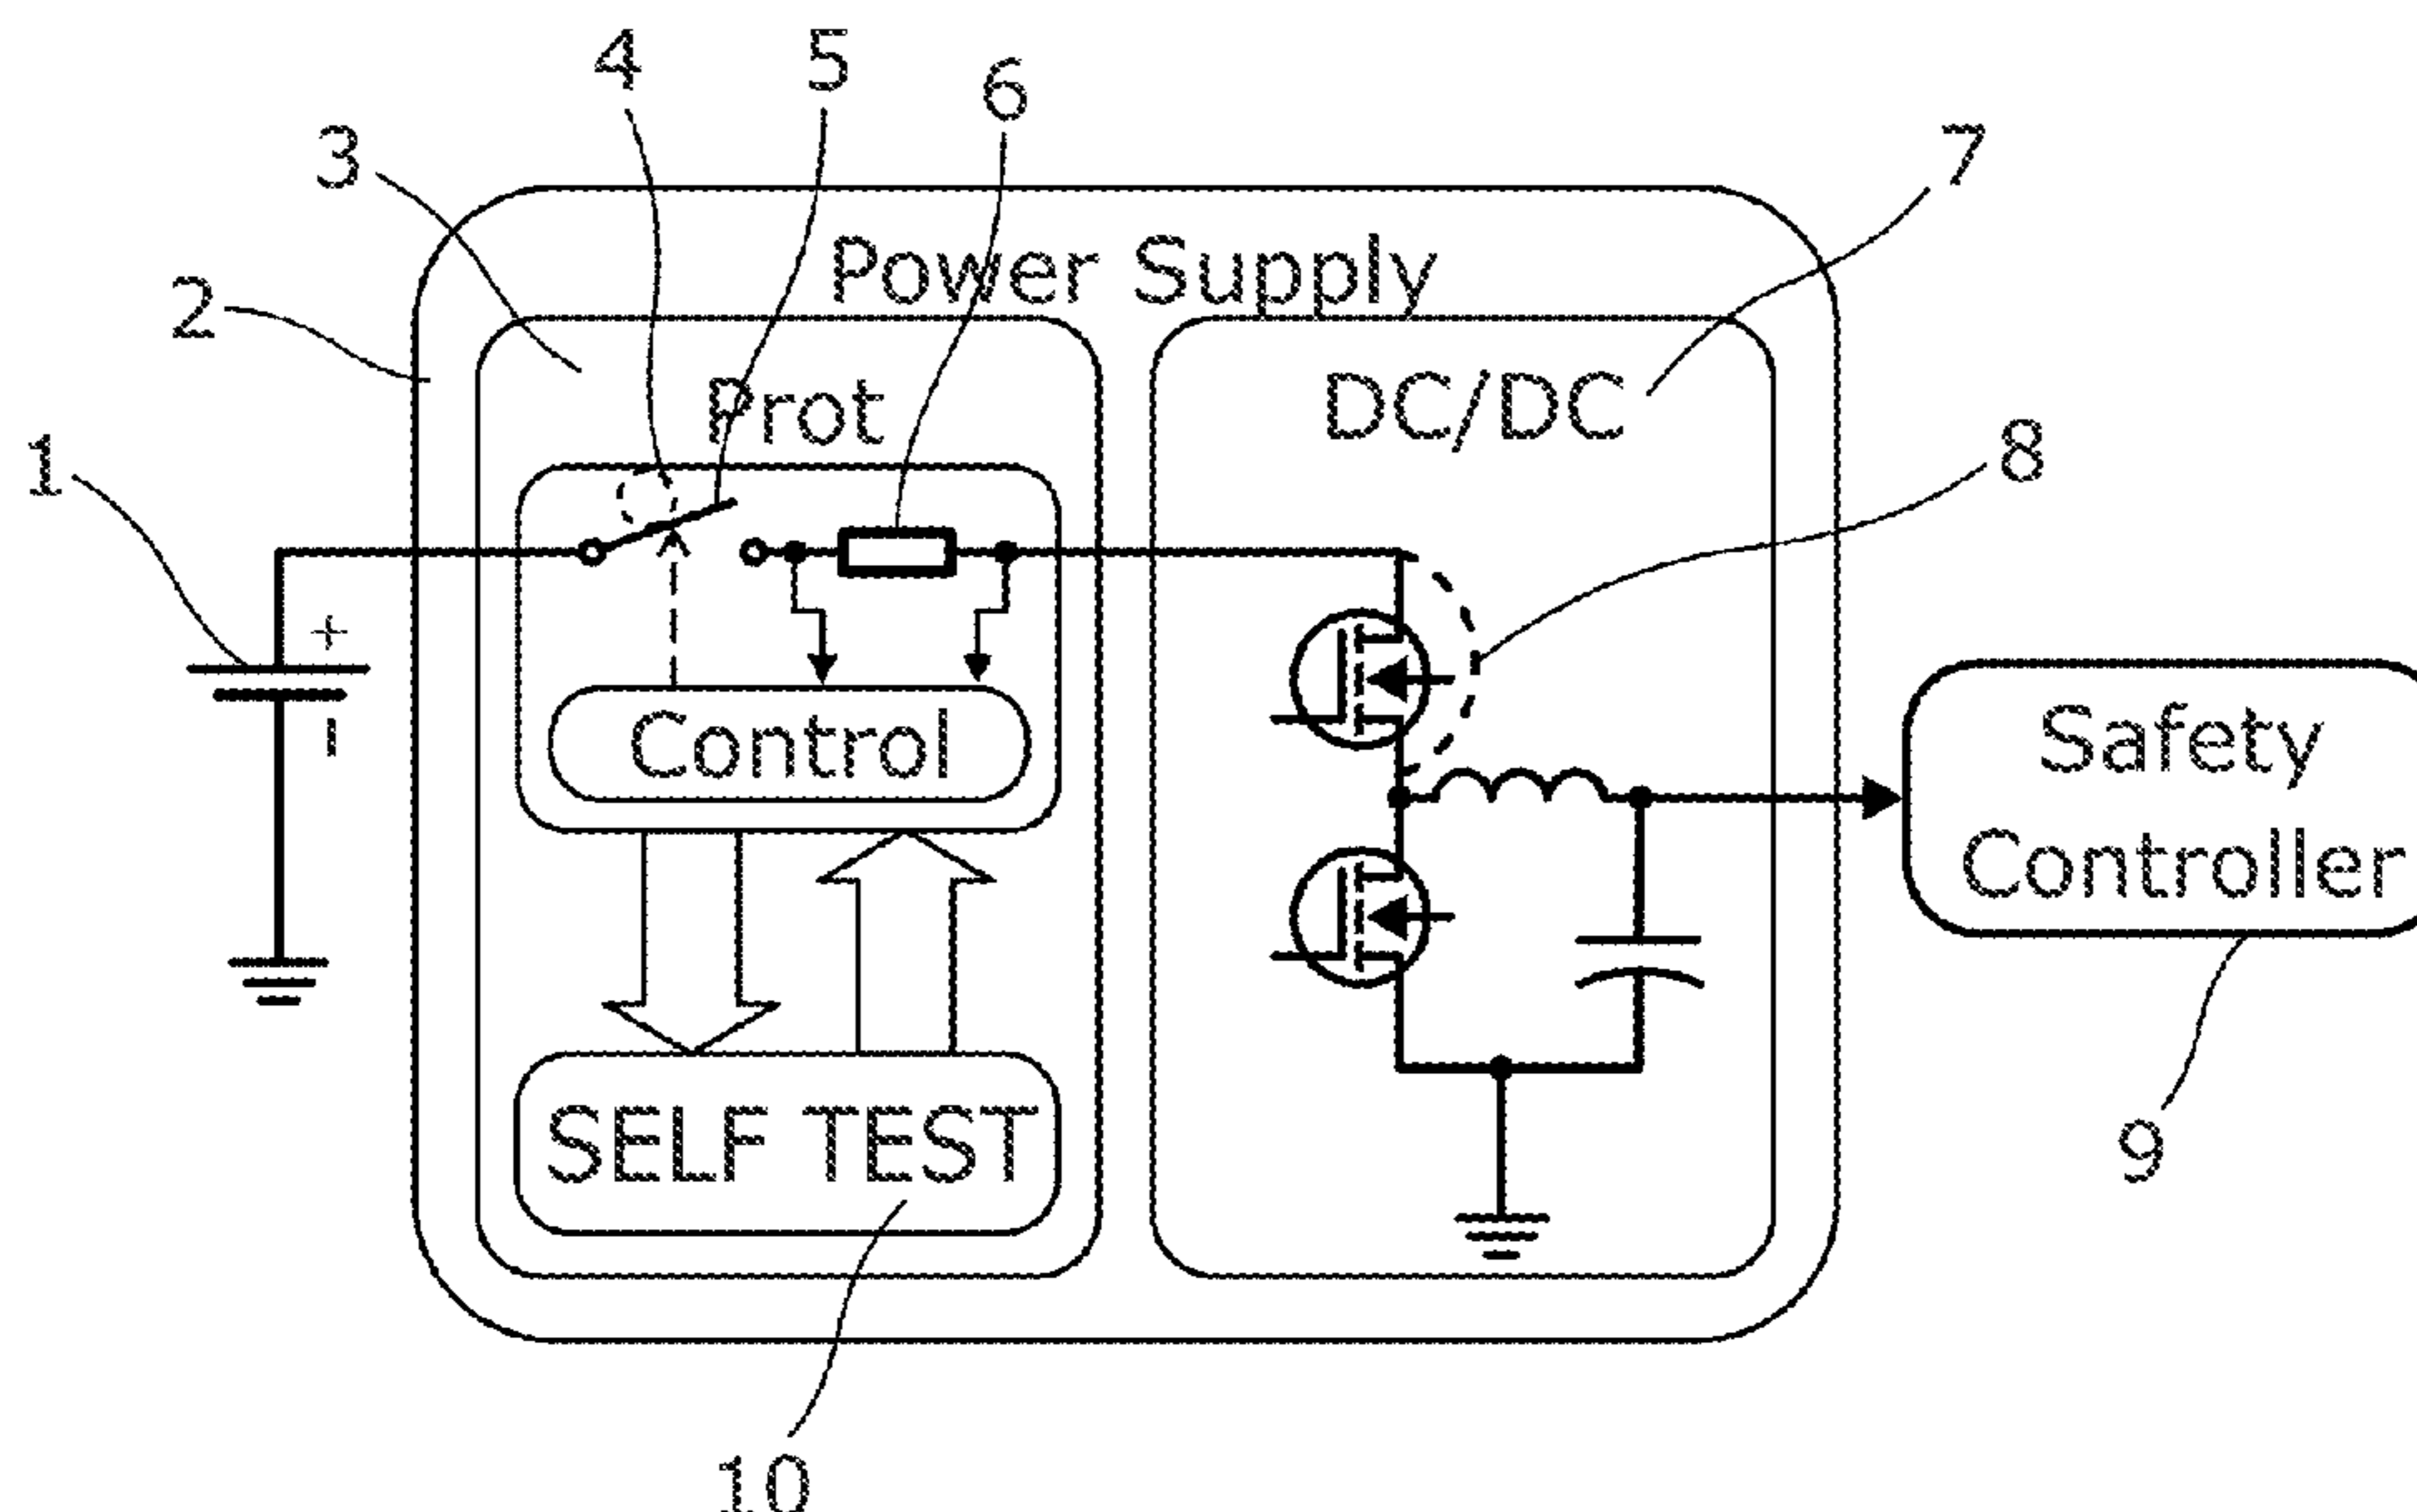 4
5
6
3
7
Power Supply
2
Prot
DC/DC
1
8
+
−
Control
Safety
Controller
SELF TEST
9
10